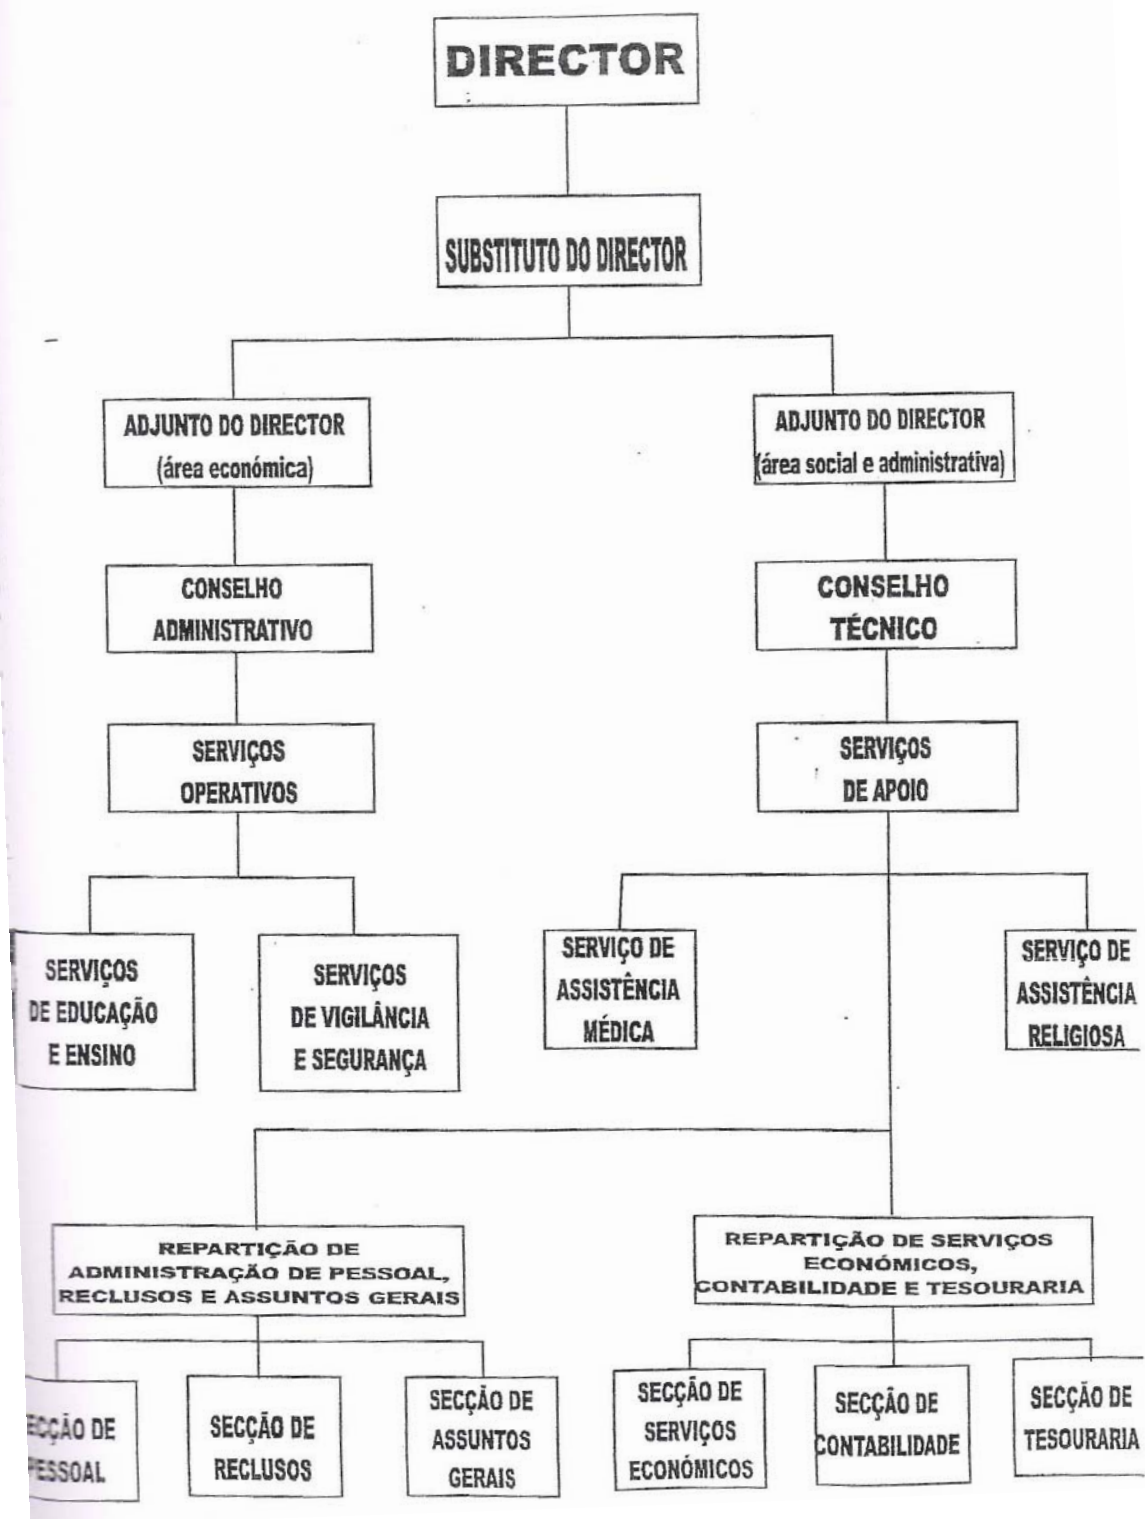 DIRECTOR
SUBSTITUTO DO DIRECTOR
ADJUNTO DO DIRECTOR
(área económica)
ADJUNTO DO DIRECTOR
(área social e administrativa)
CONSELHO
ADMINISTRATIVO
CONSELHO
TÉCNICO
SERVIÇOS
OPERATIVOS
SERVIÇOS
DE APOIO
SERVIÇOS
DE EDUCAÇÃO
E ENSINO
SERVIÇOS
DE VIGILÂNCIA
E SEGURANÇA
SERVIÇO DE
ASSISTÊNCIA
MÉDICA
SERVIÇO DE
ASSISTÊNCIA
RELIGIOSA
REPARTIÇÃO DE
ADMINISTRAÇÃO DE PESSOAL,
RECLUSOS E ASSUNTOS GERAIS
REPARTIÇÃO DE SERVIÇOS
ECONÓMICOS,
CONTABILIDADE E TESOURARIA
ECÇÃO DE
PESSOAL
SECÇÃO DE
RECLUSOS
SECÇÃO DE
ASSUNTOS
GERAIS
SECÇÃO DE
SERVIÇOS
ECONÓMICOS
SECÇÃO DE
CONTABILIDADE
SECÇÃO DE
TESOURARIA